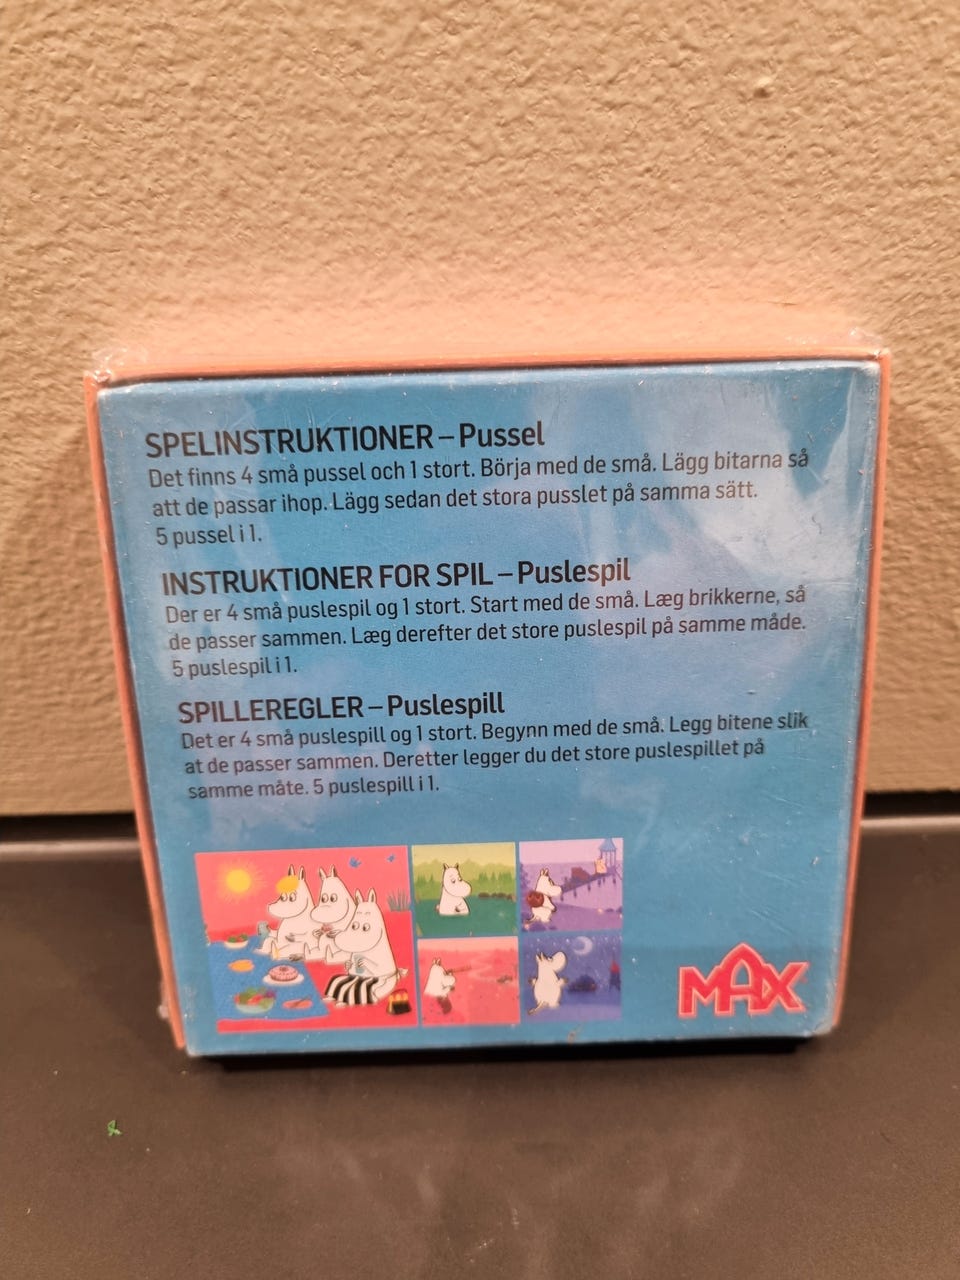 SPELINSTRUKTIONER – Pussel
Det finns 4 små pussel och 1 stort. Börja med de små. Lägg bitarna så
att de passar ihop. Lägg sedan det stora pusslet på samma sätt.
5 pussel i 1.
INSTRUKTIONER FOR SPIL – Puslespil
Der er 4 små puslespil og 1 stort. Start med de små. Læg brikkerne, så
de passer sammen. Læg derefter det store puslespil på samme måde.
5 puslespil i 1.
SPILLEREGLER – Puslespill
Det er 4 små puslespill og 1 stort. Begynn med de små. Legg bitene slik
at de passer sammen. Deretter legger du det store puslespillet på
samme måte. 5 puslespill i 1.
MAX